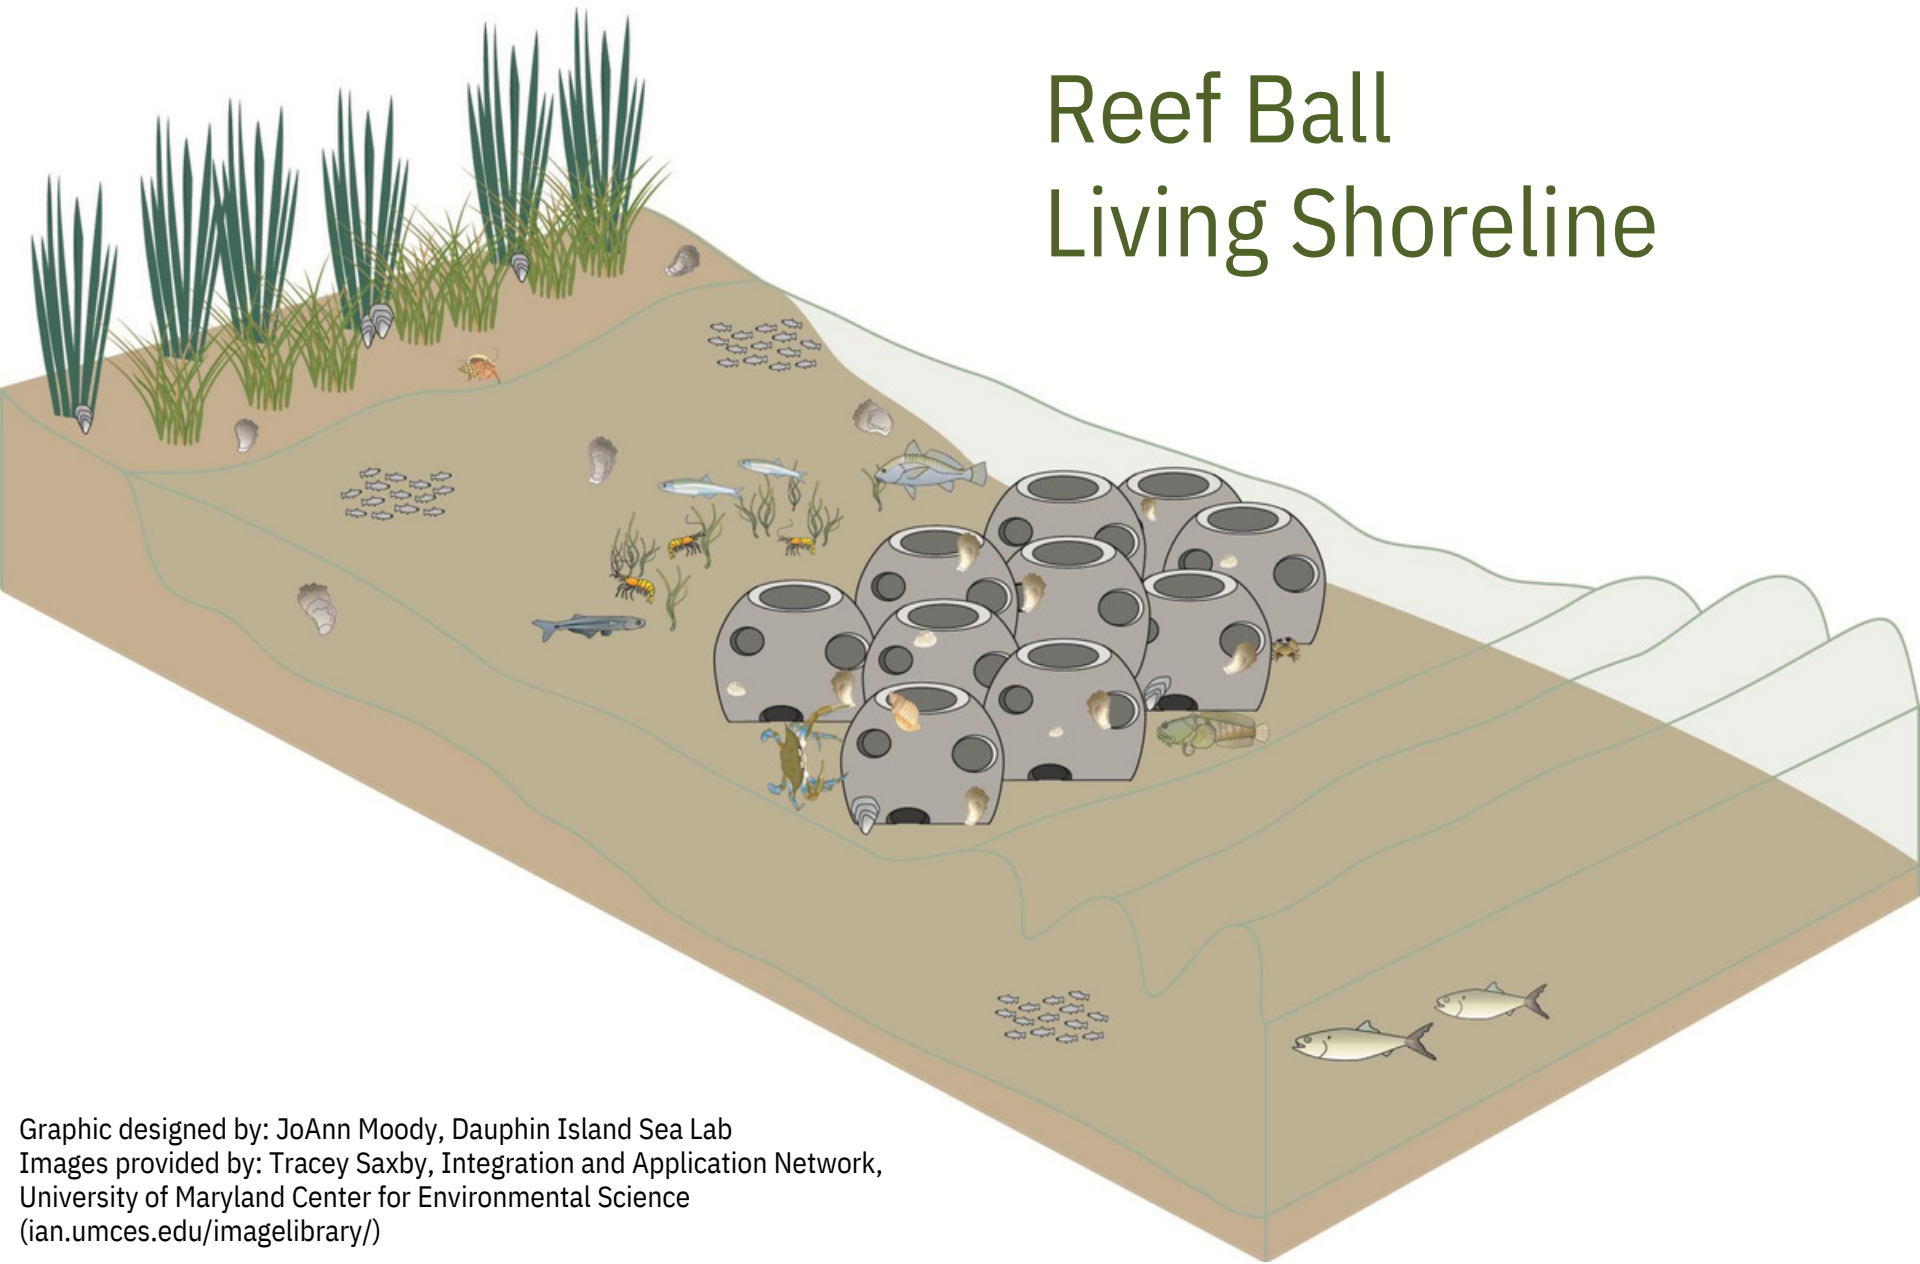 Reef Ball
Living Shoreline
Graphic designed by: JoAnn Moody, Dauphin Island Sea Lab
Images provided by: Tracey Saxby, Integration and Application Network,
University of Maryland Center for Environmental Science
(ian.umces.edu/imagelibrary/)